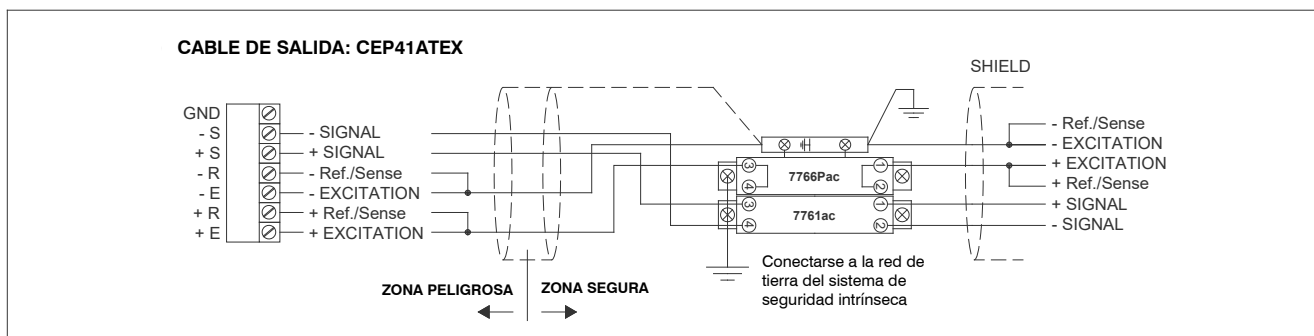 CABLE DE SALIDA: CEP41ATEX
SHIELD
GND
- S
+ S
- R
- E
+ R
+ E
- SIGNAL
+ SIGNAL
- Ref./Sense
- EXCITATION
+ Ref./Sense
+ EXCITATION
3
4
7766Pac
1
2
3
4
7761ac
1
2
- Ref./Sense
- EXCITATION
+ EXCITATION
+ Ref./Sense
+ SIGNAL
- SIGNAL
Conectarse a la red de
tierra del sistema de
seguridad intrínseca
ZONA PELIGROSA
ZONA SEGURA